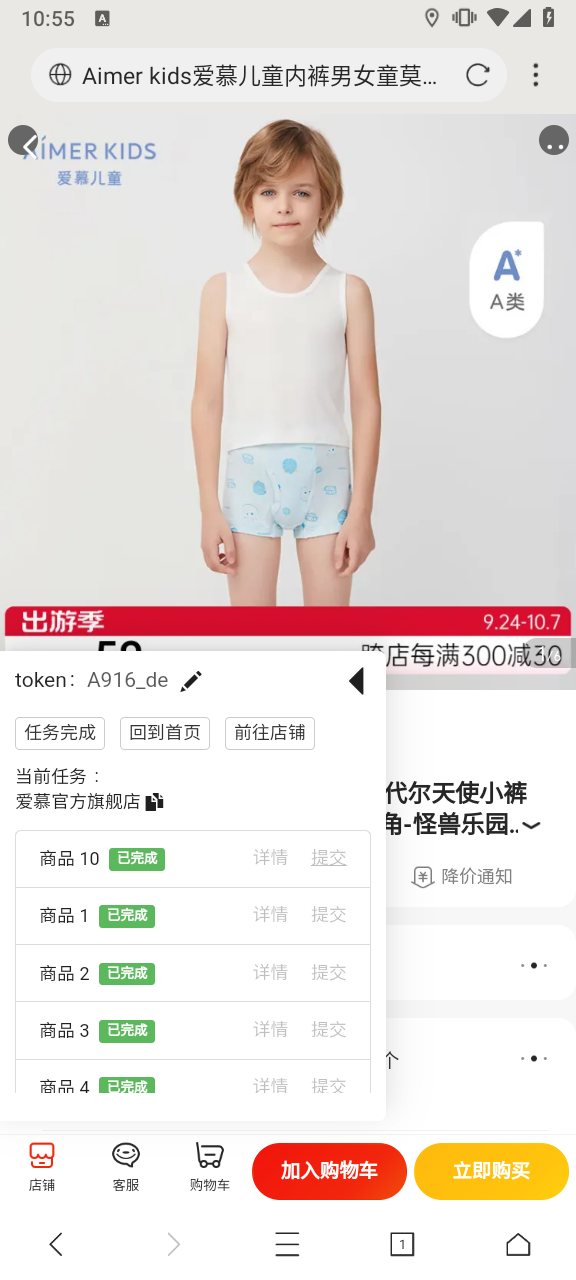 10:55
Aimer kids爱慕儿童内裤男女童莫...
AIMER KIDS
爱慕儿童
A*
A类
出游季
9.24-10.7
跨店每满300减30
token: A916_de
任务完成 回到首页 前往店铺
当前任务：
爱慕官方旗舰店
代尔天使小裤
角-怪兽乐园..
降价通知
商品 10 已完成 详情 提交
商品 1 已完成 详情 提交
商品 2 已完成 详情 提交
商品 3 已完成 详情 提交
个
商品 4 已完成 详情 提交
店铺 客服 购物车 加入购物车 立即购买
1